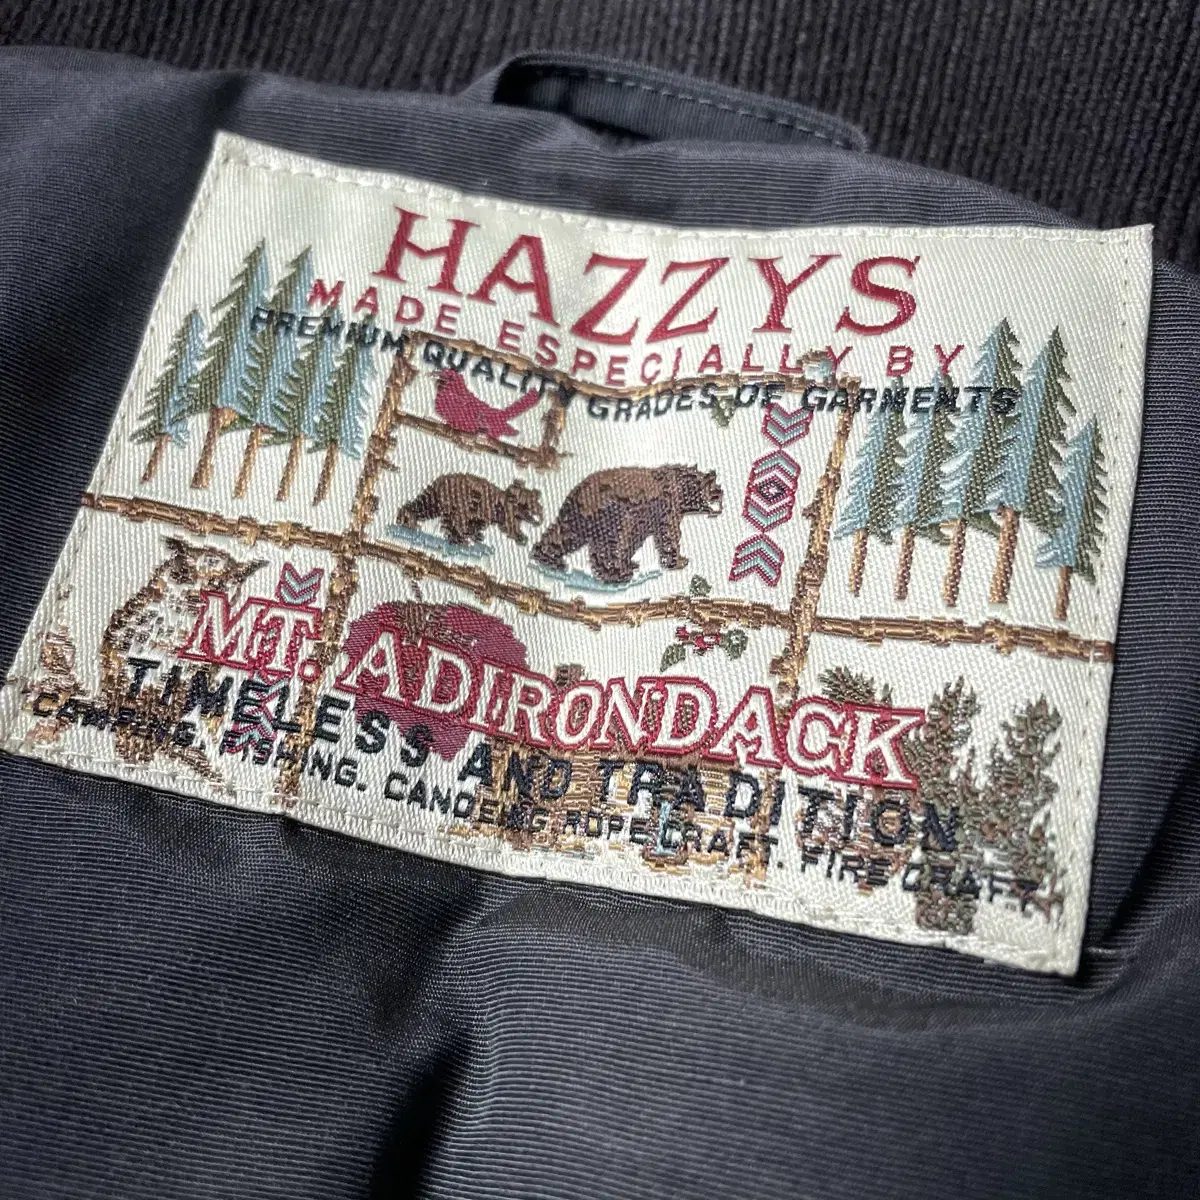 HAZZYS
MADE ESPECIALLY BY
PREMIUM QUALITY GRADES OF GARMENTS
MT. ADIRONDACK
TIMELESS AND TRADITION
CAMPING. FISHING. CANOEING ROPE CRAFT. FIRE CRAFT